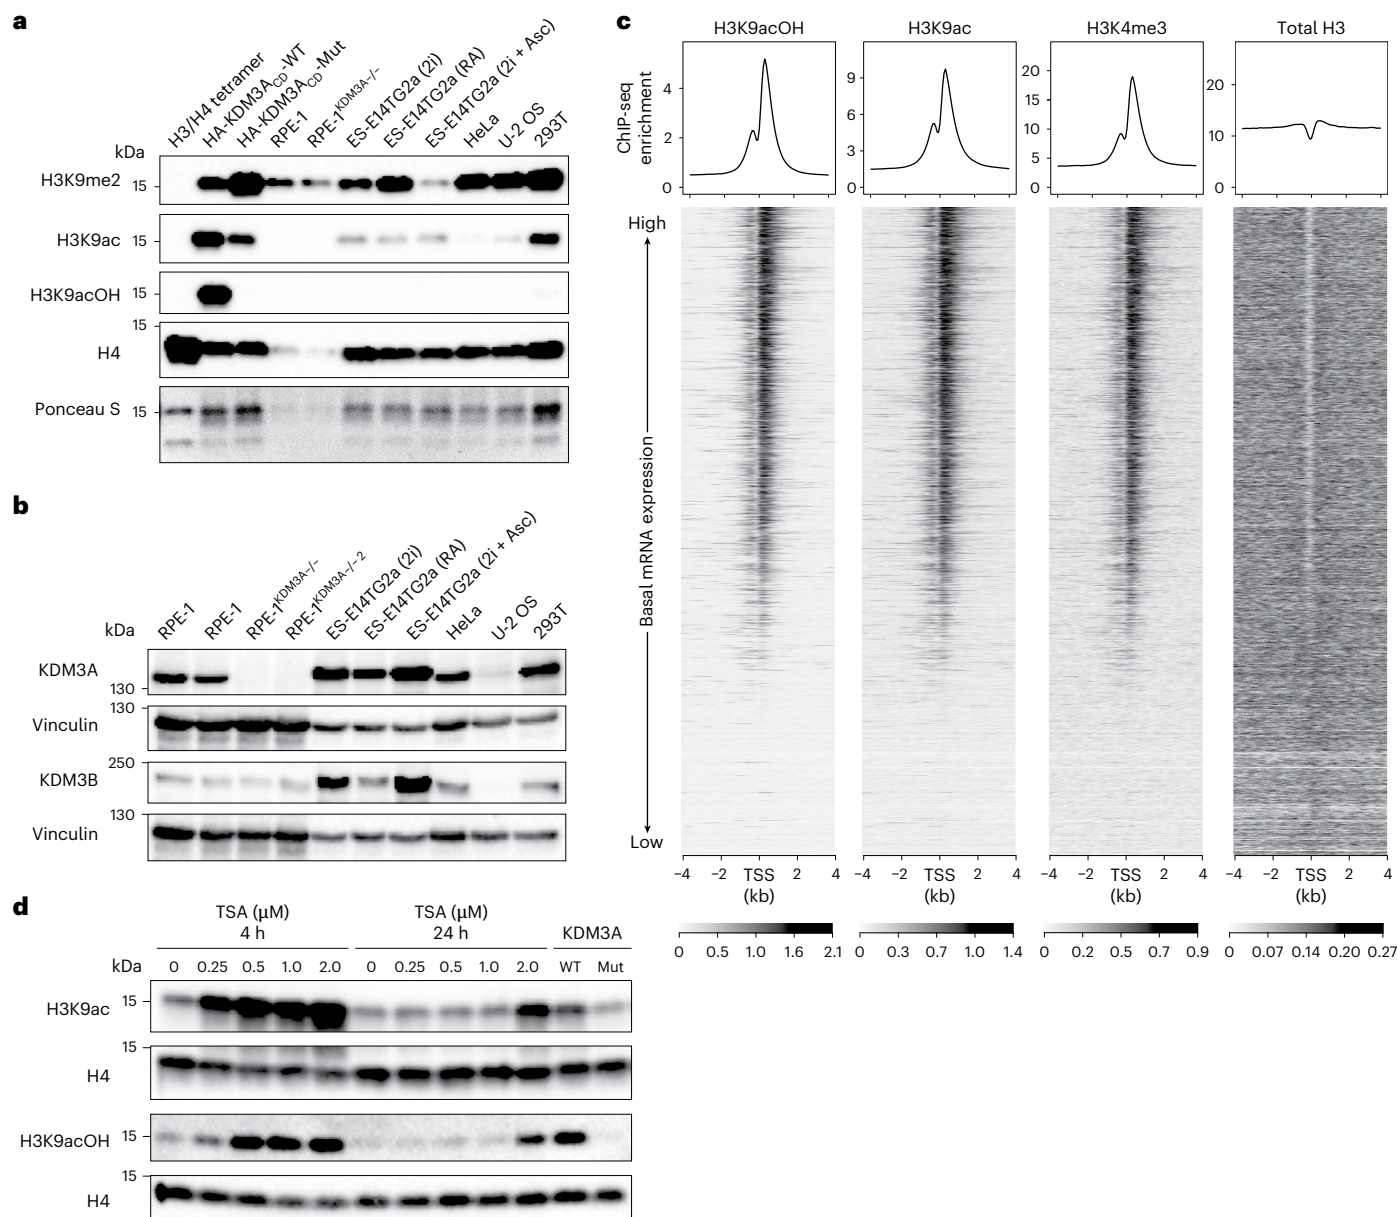 a
H3/H4 tetramer
HA-KDM3ACD-WT
HA-KDM3ACD-Mut
RPE-1
RPE-1KDM3A−/−
ES-E14TG2a (2i)
ES-E14TG2a (RA)
ES-E14TG2a (2i + Asc)
HeLa
U-2 OS
293T
kDa
H3K9me2 15
H3K9ac 15
H3K9acOH 15
15
H4
Ponceau S 15
b
RPE-1
RPE-1
RPE-1KDM3A−/−
RPE-1KDM3A−/− 2
ES-E14TG2a (2i)
ES-E14TG2a (RA)
ES-E14TG2a (2i + Asc)
HeLa
U-2 OS
293T
kDa
KDM3A
130
130
Vinculin
250
KDM3B
130
Vinculin
c
H3K9acOH H3K9ac H3K4me3 Total H3
ChIP-seq
enrichment
4
2
0
9
6
3
0
20
15
10
5
0
20
10
0
High
Basal mRNA expression
Low
−4 −2 TSS 2 4 −4 −2 TSS 2 4 −4 −2 TSS 2 4 −4 −2 TSS 2 4
(kb) (kb) (kb) (kb)
0 0.5 1.0 1.6 2.1 0 0.3 0.7 1.0 1.4 0 0.2 0.5 0.7 0.9 0 0.07 0.14 0.20 0.27
d
TSA (μM) TSA (μM)
4 h 24 h KDM3A
kDa 0 0.25 0.5 1.0 2.0 0 0.25 0.5 1.0 2.0 WT Mut
H3K9ac 15
15
H4
H3K9acOH 15
15
H4